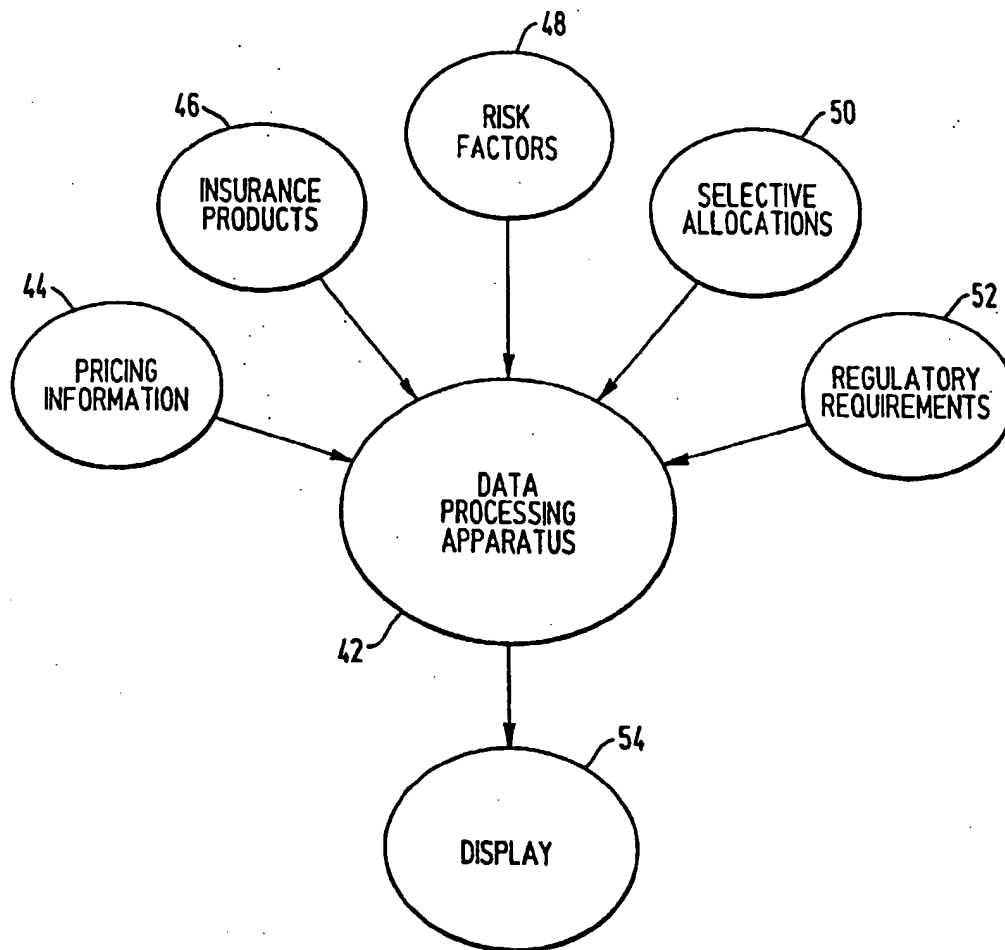 48
RISK
FACTORS
46
INSURANCE
PRODUCTS
50
SELECTIVE
ALLOCATIONS
44
PRICING
INFORMATION
52
REGULATORY
REQUIREMENTS
DATA
PROCESSING
APPARATUS
42
54
DISPLAY